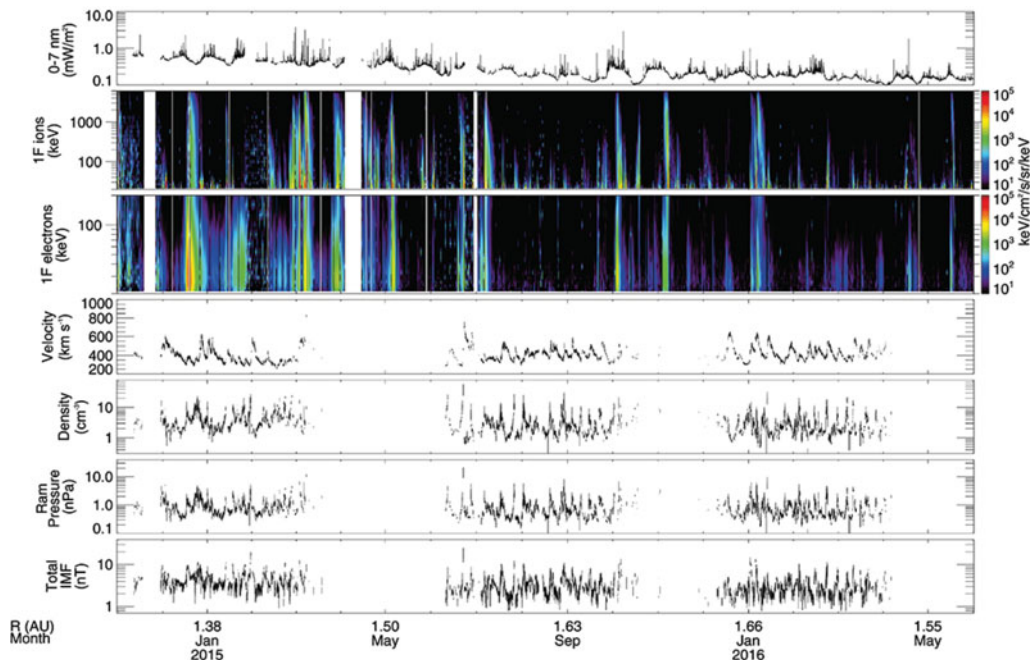 10.0
1.0
0.1
0-7 nm
(mW/m²)
1000
100
1F ions
(keV)
10⁵
10⁴
10³
10²
10¹
100
1F electrons
(keV)
10⁵
10⁴
10³
10²
10¹
keV/cm²/s/sr/keV
1000
800
600
400
200
Velocity
(km s⁻¹)
10
1
Density
(cm⁻³)
10.0
1.0
0.1
Ram
Pressure
(nPa)
10
1
Total
IMF
(nT)
R (AU) 1.38 1.50 1.63 1.66 1.55
Month Jan May Sep Jan May
2015 2016